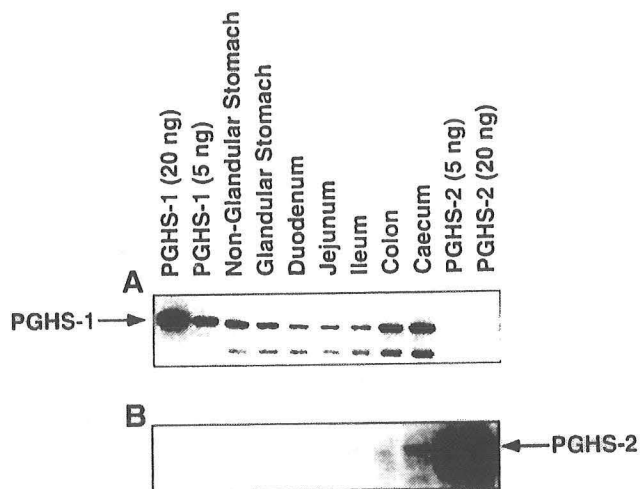 PGHS-1 (20 ng)
PGHS-1 (5 ng)
Non-Glandular Stomach
Glandular Stomach
Duodenum
Jejunum
Ileum
Colon
Caecum
PGHS-2 (5 ng)
PGHS-2 (20 ng)
A
PGHS-1
B
PGHS-2